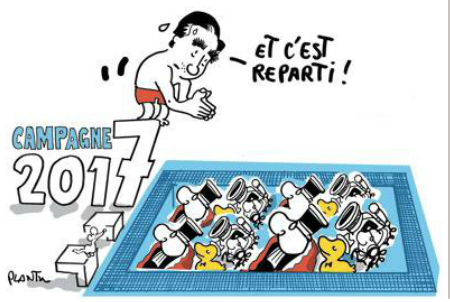 ET C'EST
REPARTI !
CAMPAGNE
2017
PLANTU